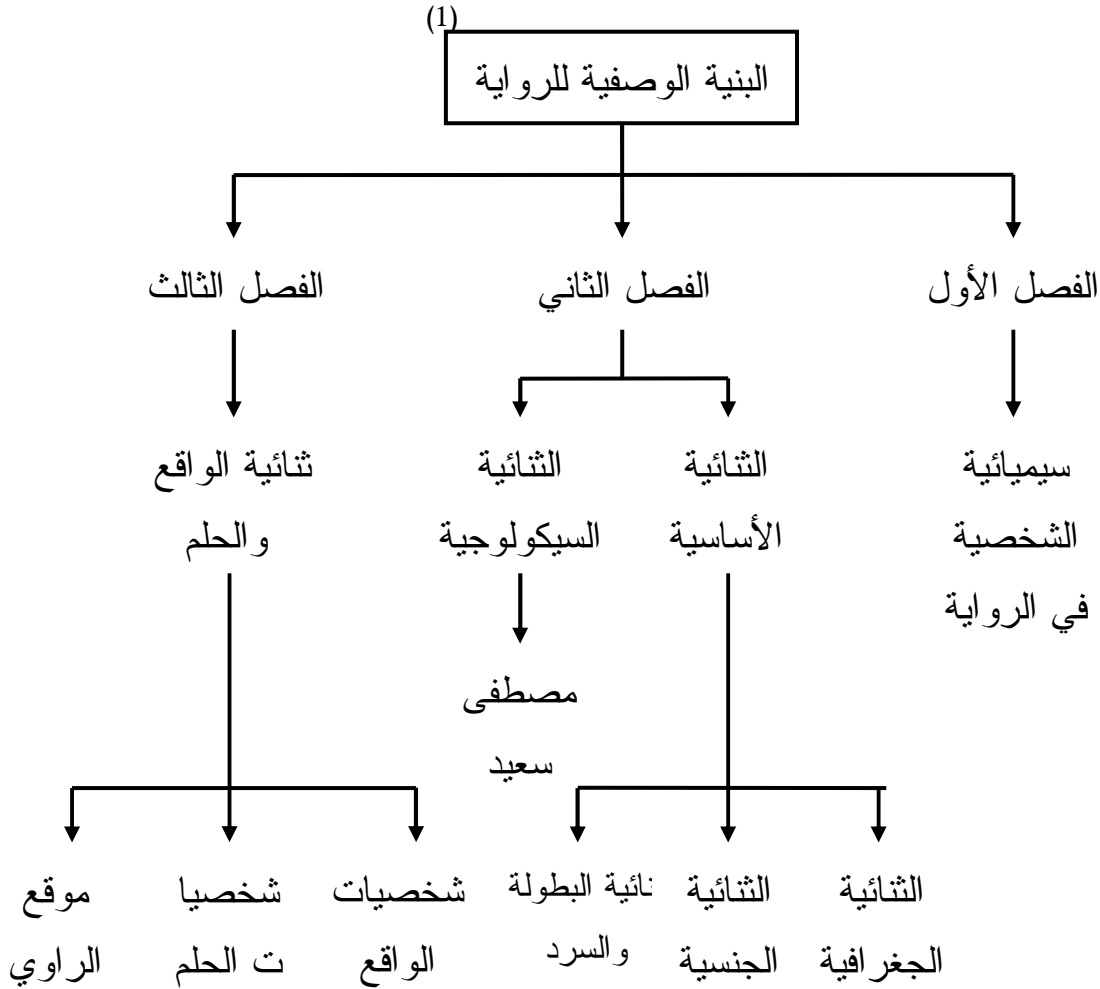 (1)
البنية الوصفية للرواية
الفصل الأول
الفصل الثاني
الفصل الثالث
سيميائية
الشخصية
في الرواية
الثنائية
الأساسية
الثنائية
السيكولوجية
ثنائية الواقع
والحلم
مصطفى
سعيد
الثنائية
الجغرافية
الثنائية
الجنسية
نائية البطولة
والسرد
شخصيات
الواقع
شخصيا
ت الحلم
موقع
الراوي